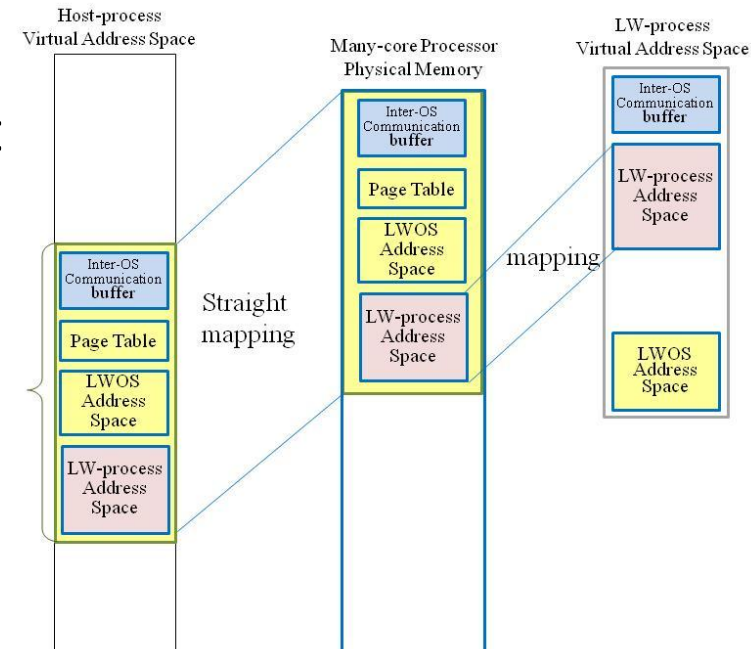 Host-process
Virtual Address Space
Inter-OS
Communication
buffer
Page Table
LWOS
Address
Space
LW-process
Address
Space
Straight
mapping
Many-core Processor
Physical Memory
Inter-OS
Communication
buffer
Page Table
LWOS
Address
Space
LW-process
Address
Space
mapping
LW-process
Virtual Address Space
Inter-OS
Communication
buffer
LW-process
Address
Space
LWOS
Address
Space